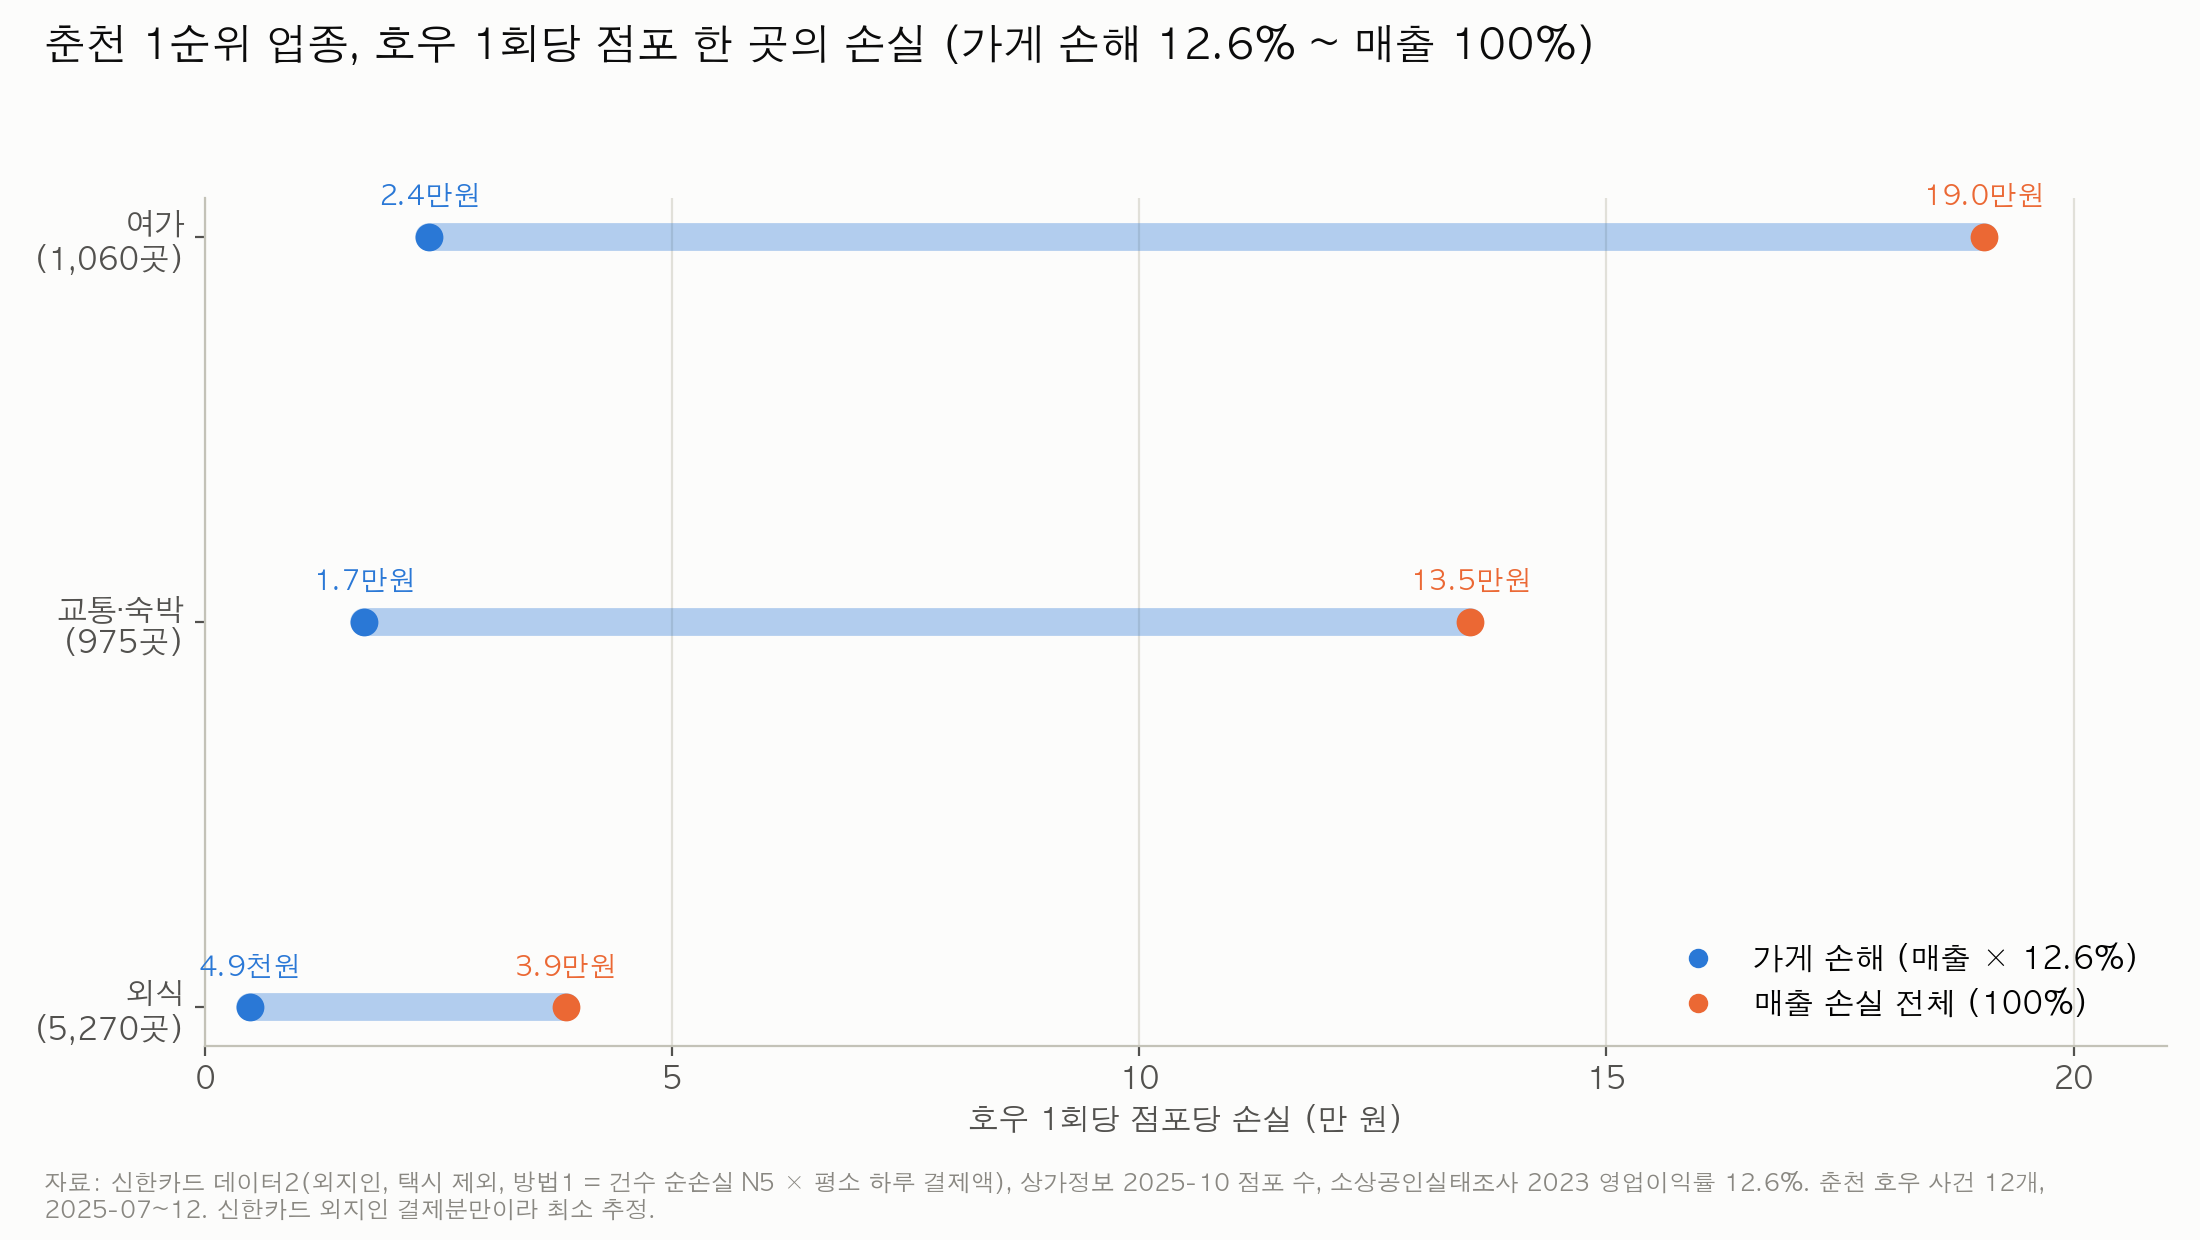 춘천 1순위 업종, 호우 1회당 점포 한 곳의 손실 (가게 손해 12.6% ~ 매출 100%)
2.4만원
19.0만원
여가
(1,060곳)
1.7만원
13.5만원
교통·숙박
(975곳)
4.9천원
3.9만원
외식
(5,270곳)
가게 손해 (매출 × 12.6%)
매출 손실 전체 (100%)
0 5 10 15 20
호우 1회당 점포당 손실 (만 원)
자료: 신한카드 데이터2(외지인, 택시 제외, 방법1 = 건수 순손실 N5 × 평소 하루 결제액), 상가정보 2025-10 점포 수, 소상공인실태조사 2023 영업이익률 12.6%. 춘천 호우 사건 12개,
2025-07~12. 신한카드 외지인 결제분만이라 최소 추정.